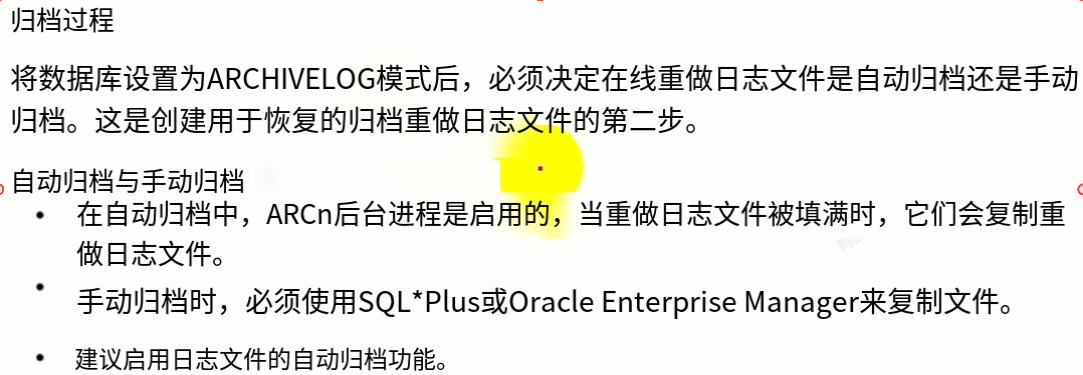 归档过程
将数据库设置为ARCHIVELOG模式后，必须决定在线重做日志文件是自动归档还是手动
归档。这是创建用于恢复的归档重做日志文件的第二步。
自动归档与手动归档
• 在自动归档中，ARCn后台进程是启用的，当重做日志文件被填满时，它们会复制重
做日志文件。
• 手动归档时，必须使用SQL*Plus或Oracle Enterprise Manager来复制文件。
• 建议启用日志文件的自动归档功能。